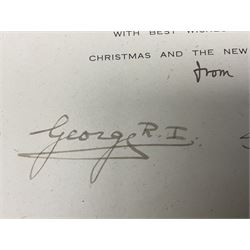 WITH BEST WISHES
CHRISTMAS AND THE NEW
from
George R.I.